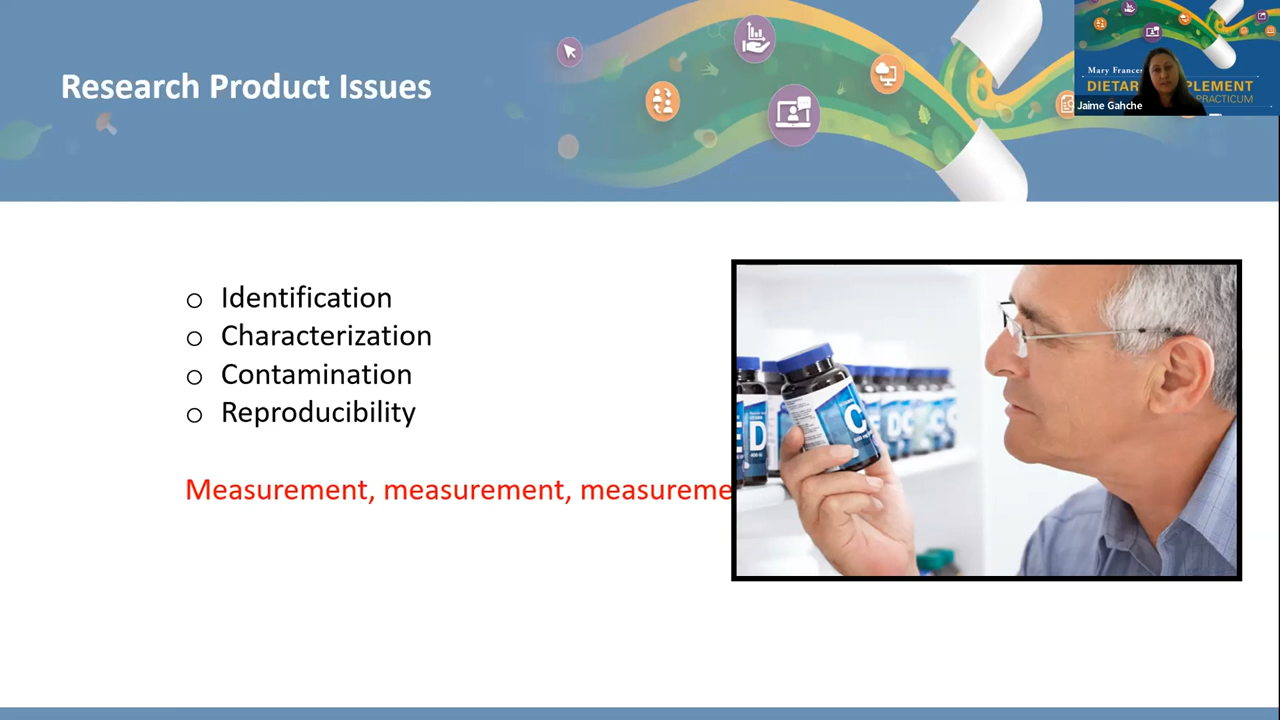 Research Product Issues
Mary Frances
DIETAR PLEMENT
PRACTICUM
Jaime Gahche
Identification
Characterization
Contamination
Reproducibility
Measurement, measurement, measureme
E
D
C
E
D
C